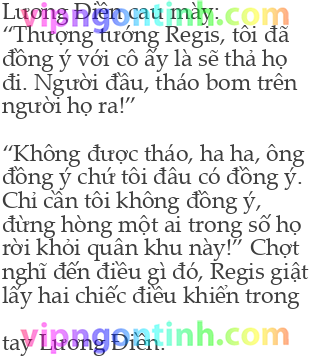 Lương Điền cau mày:
vipngontinh.com
“Thượng tướng Regis, tôi đã
đồng ý với cô ấy là sẽ thả họ
đi. Người đầu, tháo bom trên
người họ ra!”
“Không được tháo, ha ha, ông
đồng ý chứ tôi đâu có đồng ý.
Chỉ cần tôi không đồng ý,
đừng hòng một ai trong số họ
rời khỏi quân khu này!” Chợt
nghĩ đến điều gì đó, Regis giật
lấy hai chiếc điều khiển trong
tay Lương Điền.
vipngontinh.com